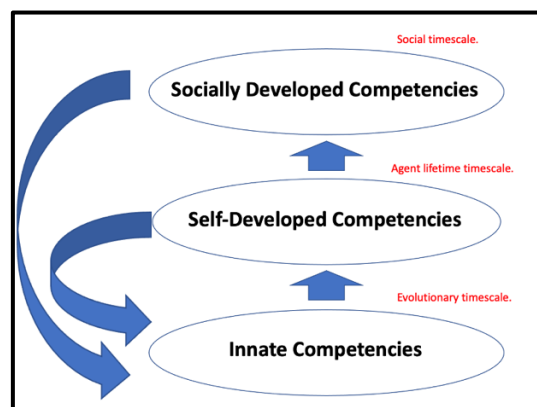 Social timescale.
Socially Developed Competencies
Agent lifetime timescale.
Self-Developed Competencies
Evolutionary timescale.
Innate Competencies